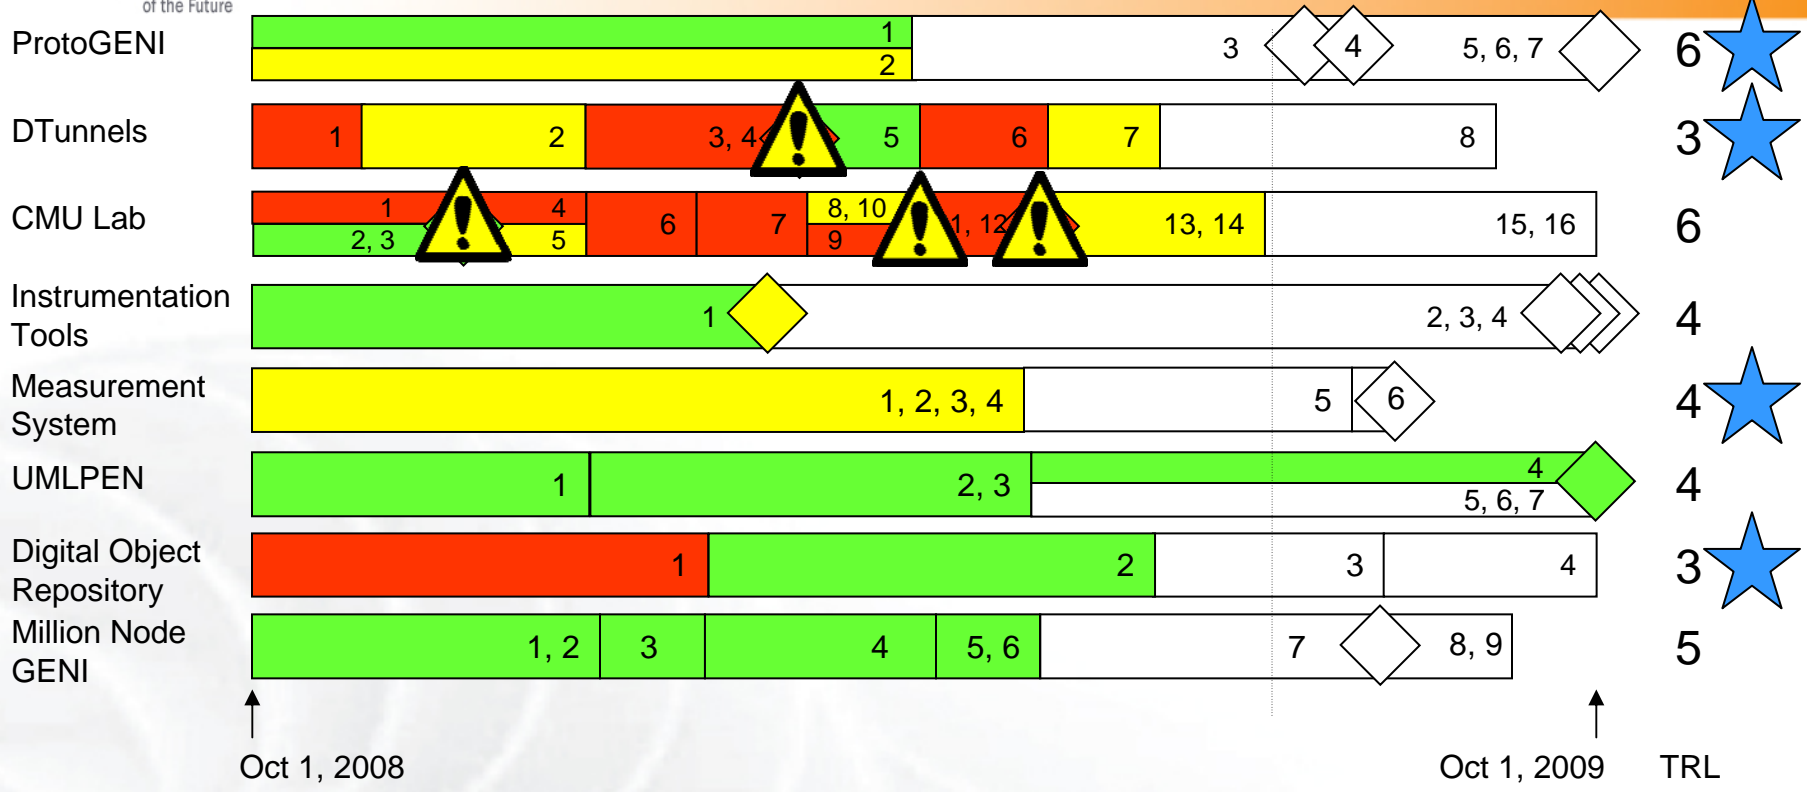 of the Future
ProtoGENI
1
2
3
4
5, 6, 7
6
DTunnels
1
2
3, 4
5
6
7
8
3
CMU Lab
1
2, 3
4
5
6
7
8, 10
9
1, 12
13, 14
15, 16
6
Instrumentation
Tools
1
2, 3, 4
4
Measurement
System
1, 2, 3, 4
5
6
4
UMLPEN
1
2, 3
4
5, 6, 7
4
Digital Object
Repository
1
2
3
4
3
Million Node
GENI
1, 2
3
4
5, 6
7
8, 9
5
Oct 1, 2008
Oct 1, 2009
TRL